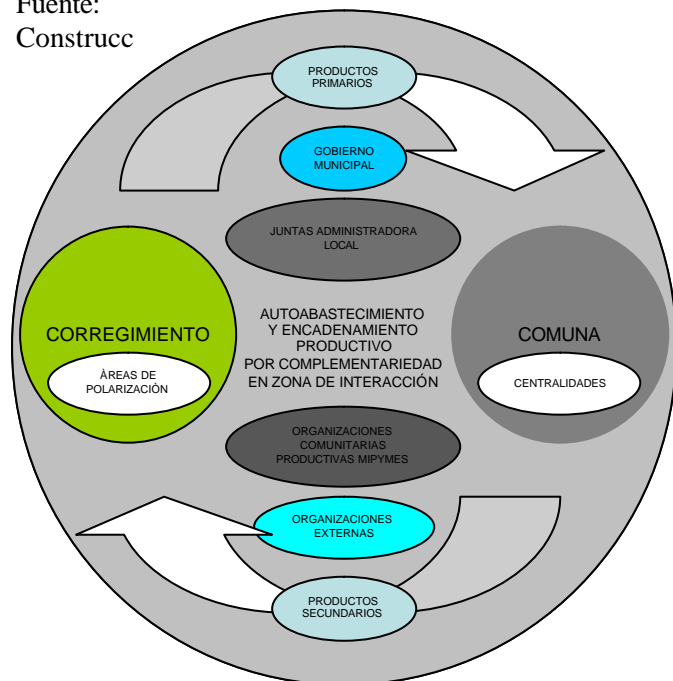 Fuente:
Construcc
PRODUCTOS
PRIMARIOS
GOBIERNO
MUNICIPAL
JUNTAS ADMINISTRADORA
LOCAL
CORREGIMIENTO
ÀREAS DE
POLARIZACIÒN
AUTOABASTECIMIENTO
Y ENCADENAMIENTO
PRODUCTIVO
POR COMPLEMENTARIEDAD
EN ZONA DE INTERACCIÓN
COMUNA
CENTRALIDADES
ORGANIZACIONES
COMUNITARIAS
PRODUCTIVAS MIPYMES
ORGANIZACIONES
EXTERNAS
PRODUCTOS
SECUNDARIOS